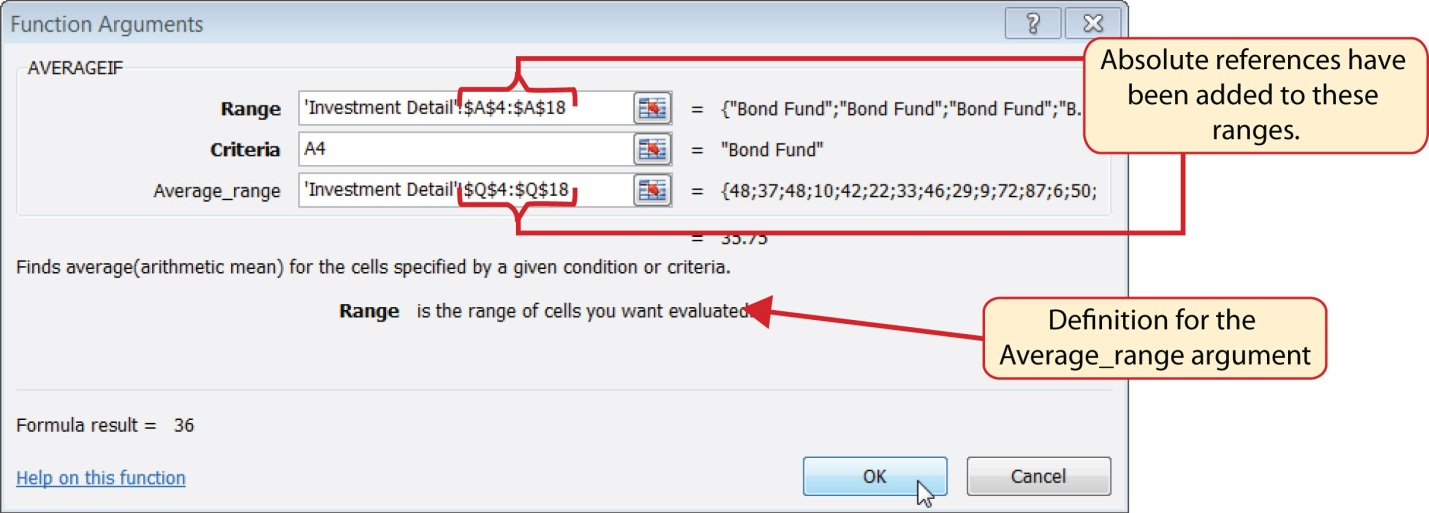 Function Arguments
AVERAGEIF
Range 'Investment Detail'!$A$4:$A$18 = {"Bond Fund";"Bond Fund";"Bond Fund";"B.
Criteria A4 = "Bond Fund"
Average_range 'Investment Detail'!$Q$4:$Q$18 = {48;37;48;10;42;22;33;46;29;9;72;87;6;50;
= 35.75
Finds average(arithmetic mean) for the cells specified by a given condition or criteria.
Range is the range of cells you want evaluated.
Formula result = 36
Help on this function
OK
Cancel
Absolute references have
been added to these
ranges.
Definition for the
Average_range argument